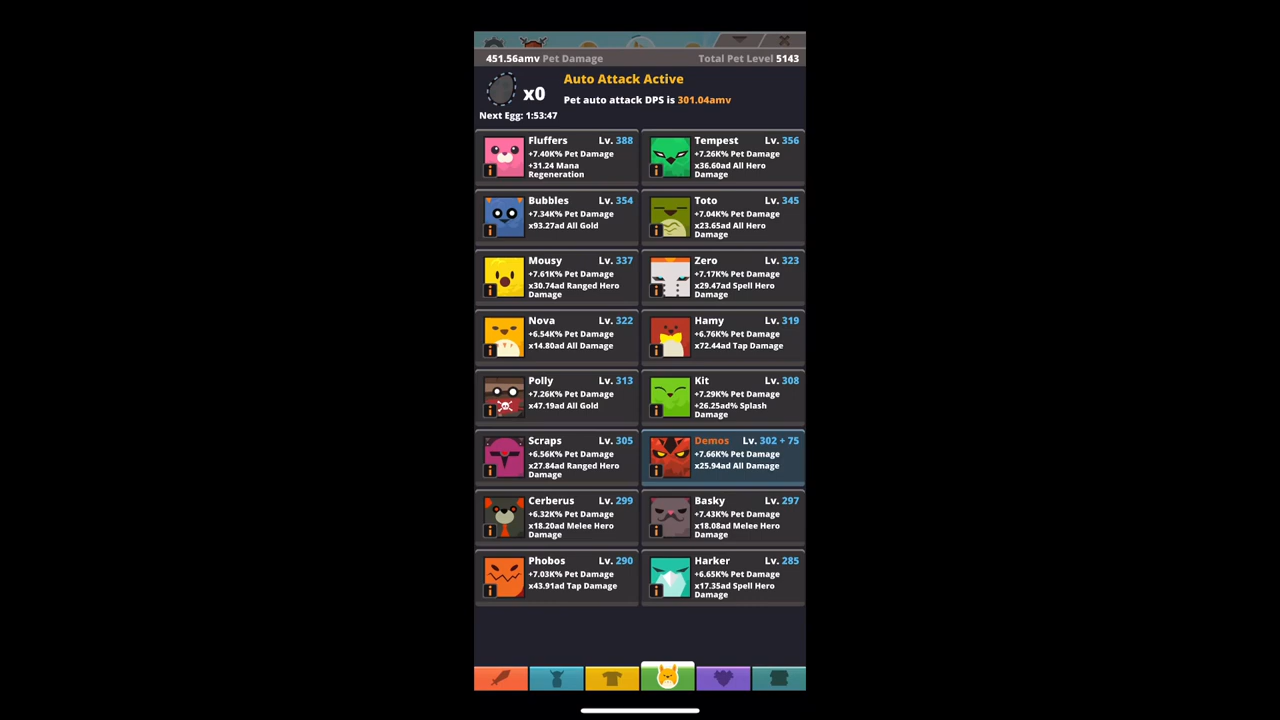 451.56amv Pet Damage
Total Pet Level 5143
x0
Auto Attack Active
Pet auto attack DPS is 301.04amv
Next Egg: 1:53:47
Fluffers Lv. 388
+7.40K% Pet Damage
+31.24 Mana
Regeneration
Tempest Lv. 356
+7.26K% Pet Damage
x36.60ad All Hero
Damage
Bubbles Lv. 354
+7.34K% Pet Damage
x93.27ad All Gold
Toto Lv. 345
+7.04K% Pet Damage
x23.65ad All Hero
Damage
Mousy Lv. 337
+7.61K% Pet Damage
x30.74ad Ranged Hero
Damage
Zero Lv. 323
+7.17K% Pet Damage
x29.47ad Spell Hero
Damage
Nova Lv. 322
+6.54K% Pet Damage
x14.80ad All Damage
Hamy Lv. 319
+6.76K% Pet Damage
x72.44ad Tap Damage
Polly Lv. 313
+7.26K% Pet Damage
x47.19ad All Gold
Kit Lv. 308
+7.29K% Pet Damage
+26.25ad% Splash
Damage
Scraps Lv. 305
+6.56K% Pet Damage
x27.84ad Ranged Hero
Damage
Demos Lv. 302 + 75
+7.66K% Pet Damage
x25.94ad All Damage
Cerberus Lv. 299
+6.32K% Pet Damage
x18.20ad Melee Hero
Damage
Basky Lv. 297
+7.43K% Pet Damage
x18.08ad Melee Hero
Damage
Phobos Lv. 290
+7.03K% Pet Damage
x43.91ad Tap Damage
Harker Lv. 285
+6.65K% Pet Damage
x17.35ad Spell Hero
Damage